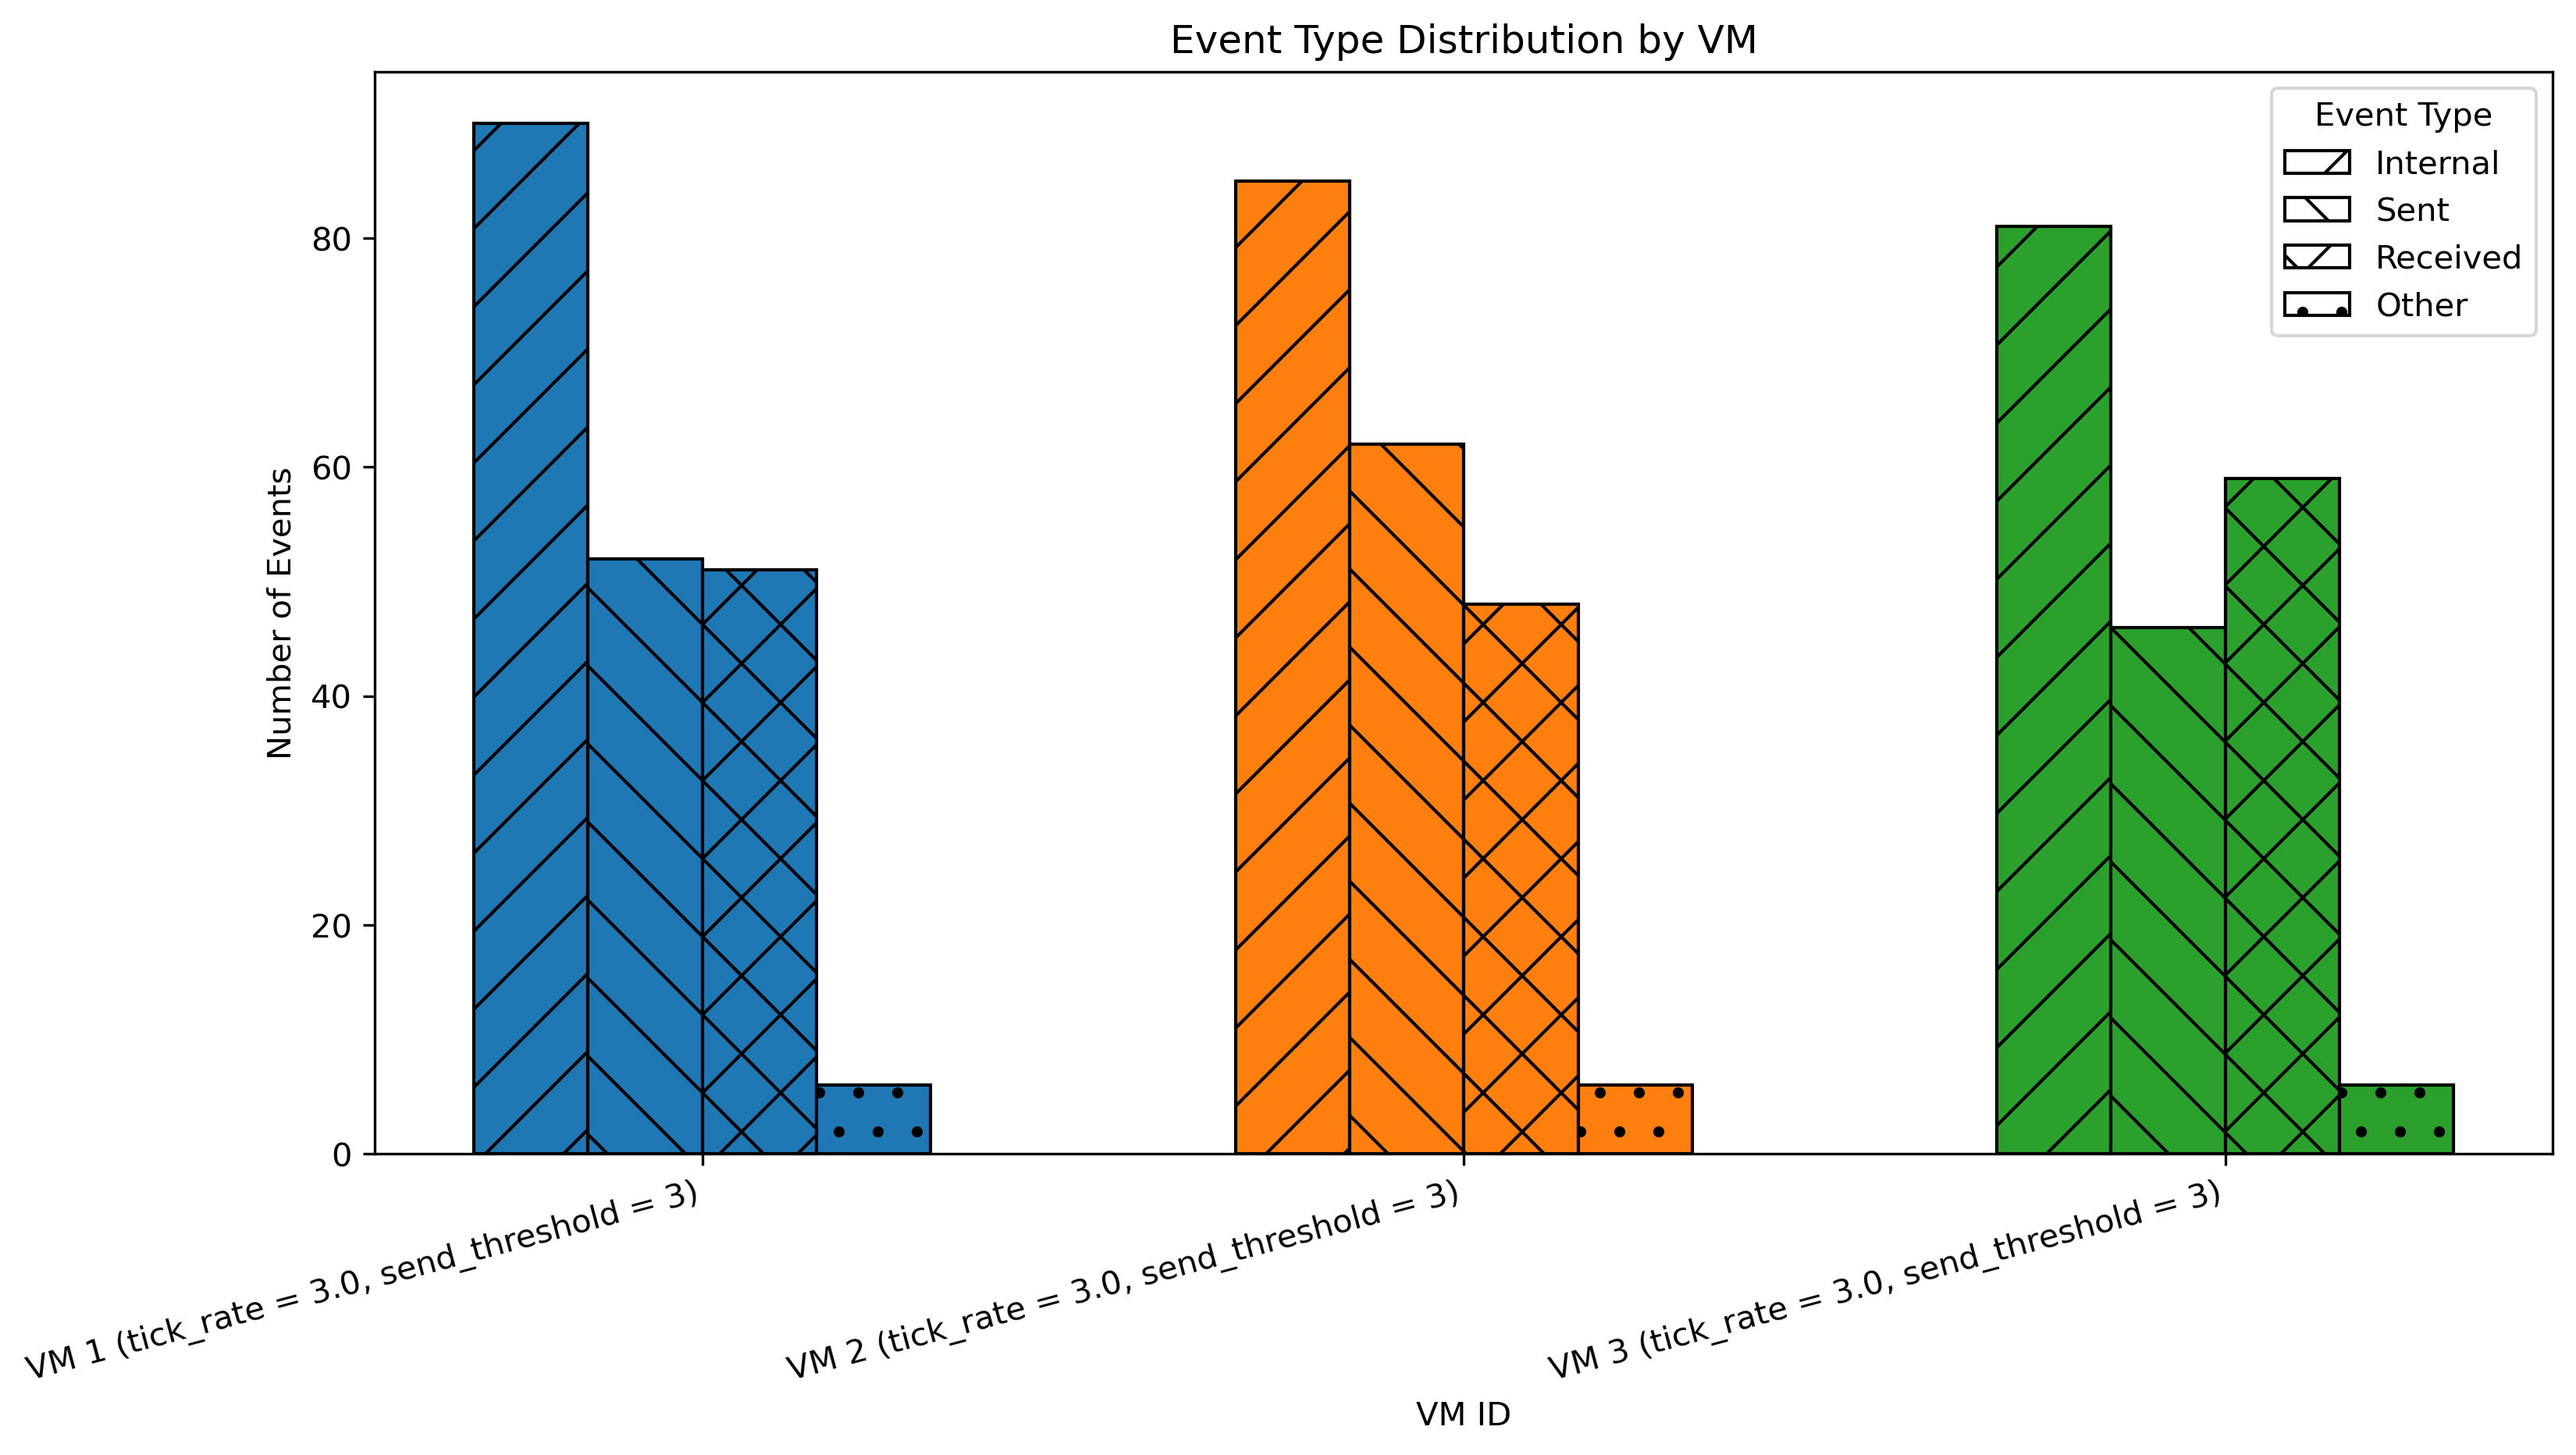 Event Type Distribution by VM
Event Type
Internal
Sent
Received
Other
Number of Events
80
60
40
20
0
VM 1 (tick_rate = 3.0, send_threshold = 3)
VM 2 (tick_rate = 3.0, send_threshold = 3)
VM 3 (tick_rate = 3.0, send_threshold = 3)
VM ID